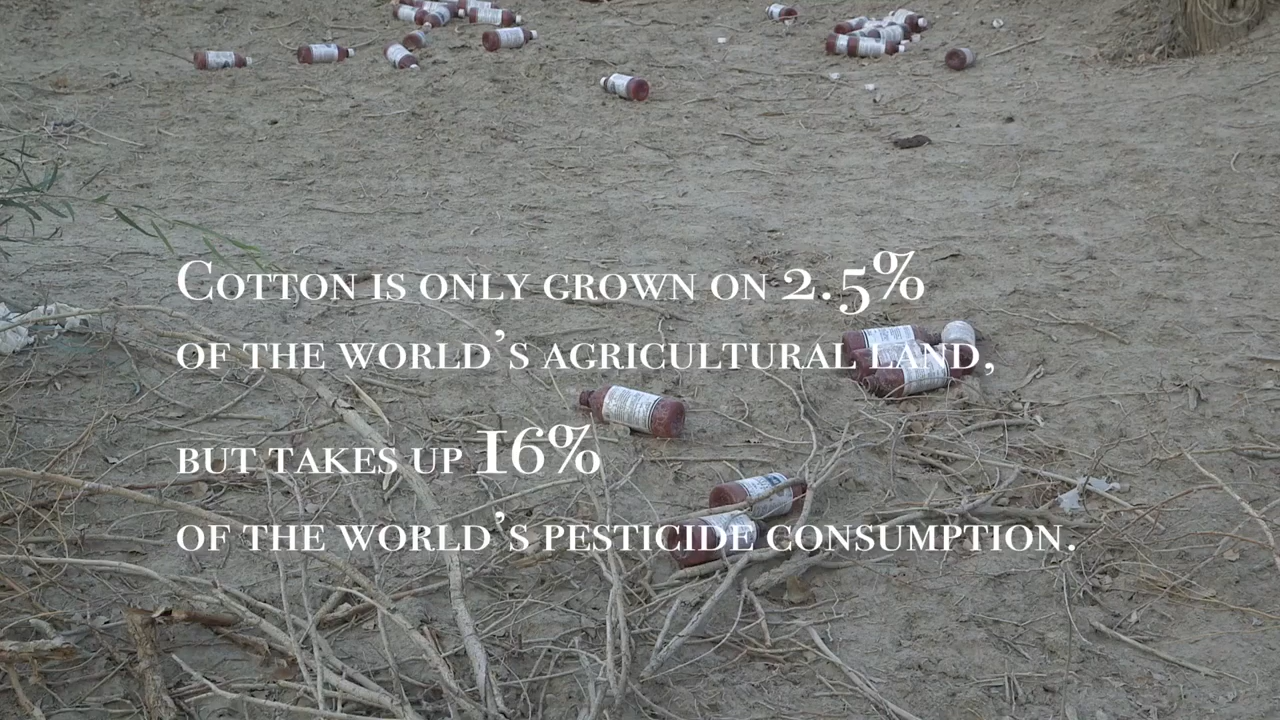 Cotton is only grown on 2.5%
of the world's agricultural land,
but takes up 16%
of the world's pesticide consumption.